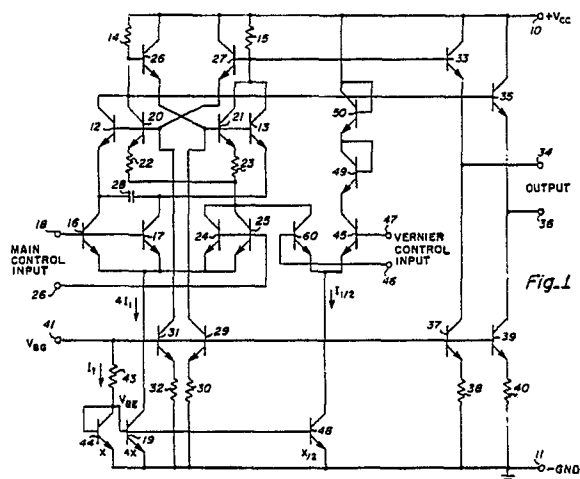 +Vcc
10
14
15
26
27
33
35
50
12
20
21
13
22
23
49
34
OUTPUT
36
28
18
16
17
24
25
60
45
47
MAIN
CONTROL
INPUT
VERNIER
CONTROL
INPUT
46
26
Fig_1
4I1
I1/2
41
VBG
31
29
37
39
I1
43
32
30
38
40
VBE
44
X
4X
19
48
X/2
11
-GND